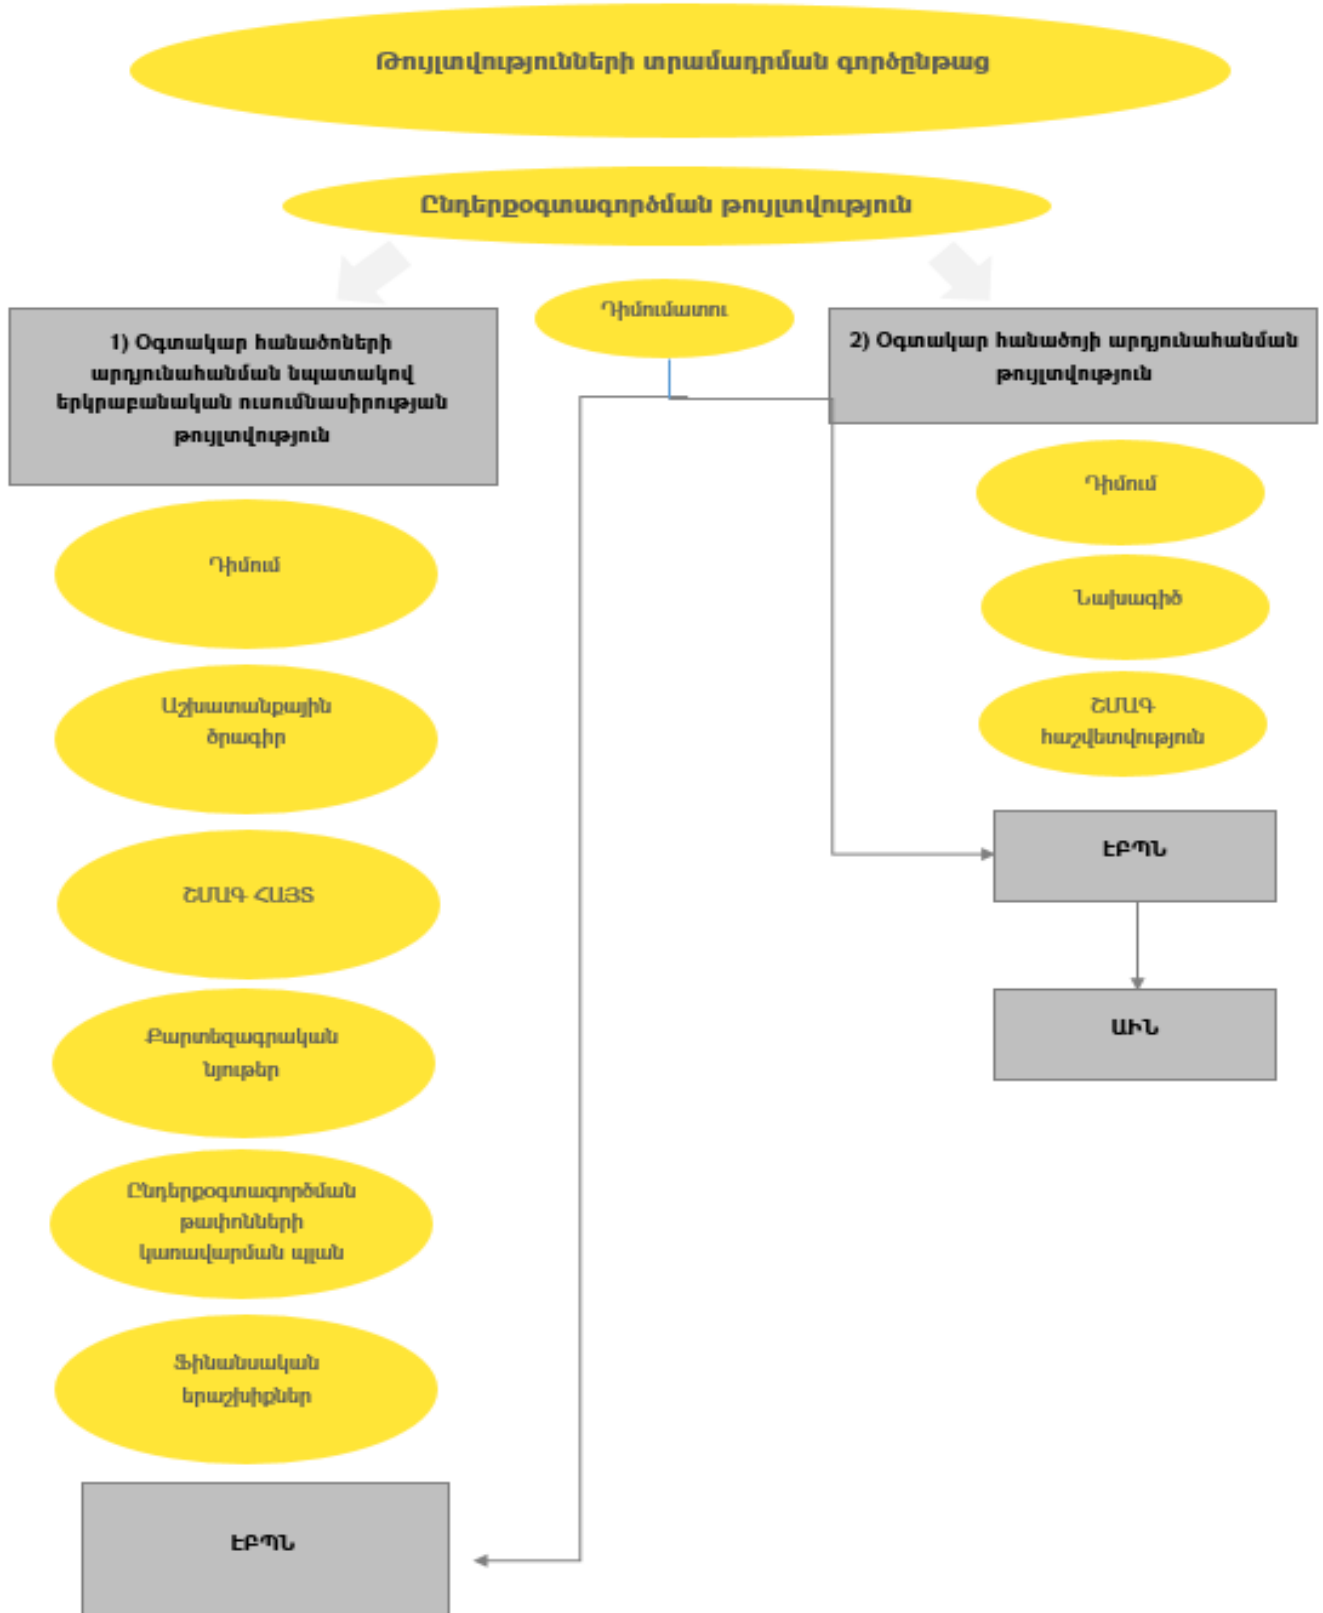 Թույլտվությունների տրամադրման գործընթաց
Ընդերքօգտագործման թույլտվություն
Դիմումատու
1) Օգտակար հանածոների
արդյունահանման նպատակով
երկրաբանական ուսումնասիրության
թույլտվություն
Դիմում
Աշխատանքային
ծրագիր
ՇՄԱԳ ՀԱՅՏ
Քարտեզագրական
նյութեր
Ընդերքօգտագործման
թափոնների
կառավարման պլան
Ֆինանսական
երաշխիքներ
ԷԲՊՆ
2) Օգտակար հանածոյի արդյունահանման
թույլտվություն
Դիմում
Նախագիծ
ՇՄԱԳ
հաշվետվություն
ԷԲՊՆ
ԱԻՆ